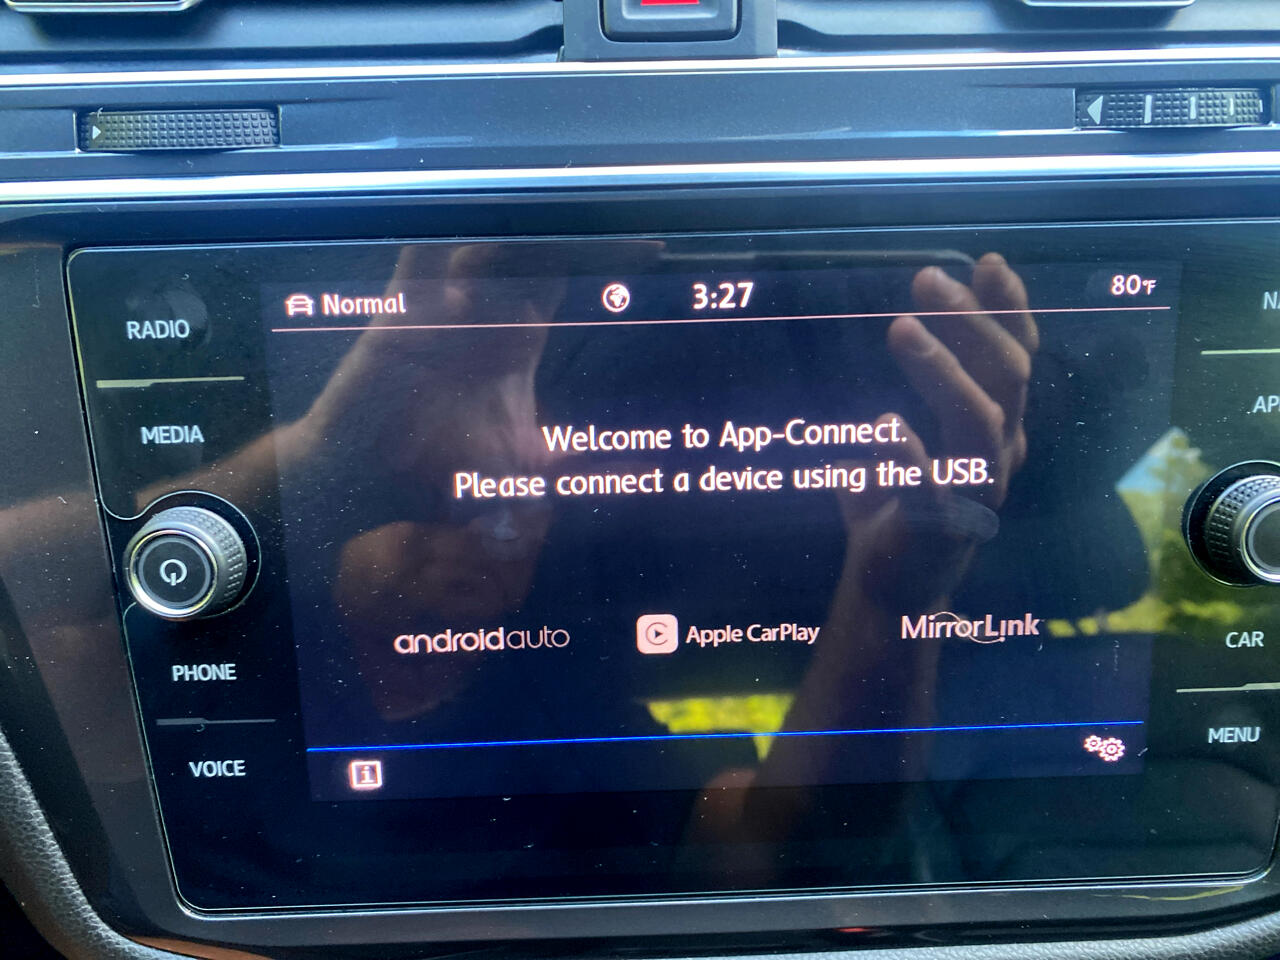 Normal
3:27
80°F
RADIO
MEDIA
Welcome to App-Connect.
Please connect a device using the USB.
androidauto
Apple CarPlay
MirrorLink
PHONE
VOICE
CAR
MENU